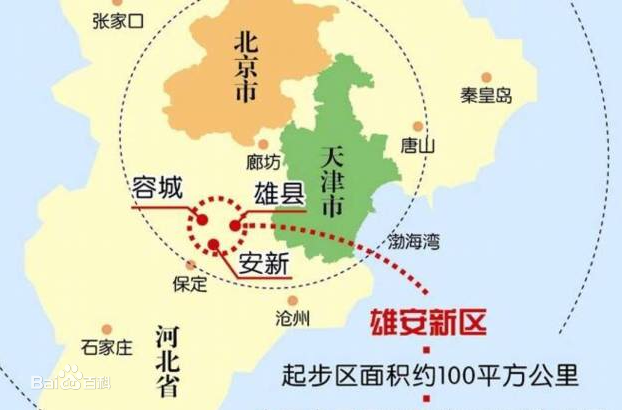 张家口
北京市
秦皇岛
唐山
廊坊
天津市
容城
雄县
渤海湾
安新
保定
沧州
雄安新区
石家庄
河北省
起步区面积约100平方公里
Bai百科